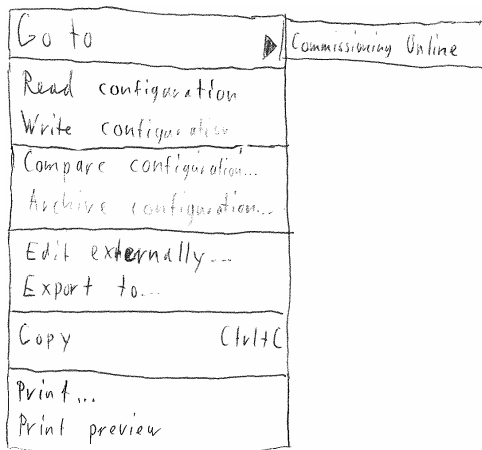 Go to
Commissioning Online
Read configuration
Write configuration
Compare configuration...
Archive configuration...
Edit externally...
Export to...
Copy Ctrl+C
Print...
Print preview